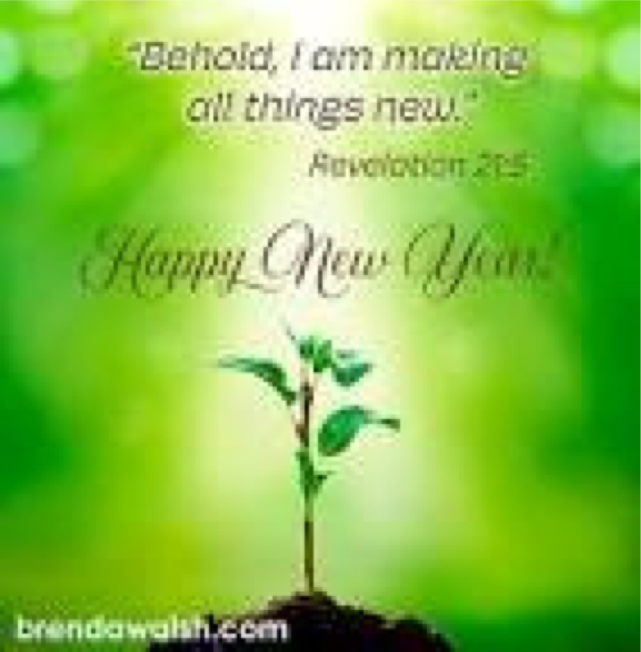 "Behold, I am making
all things new."
Revelation 21:5
Happy New Year!
brendawalsh.com